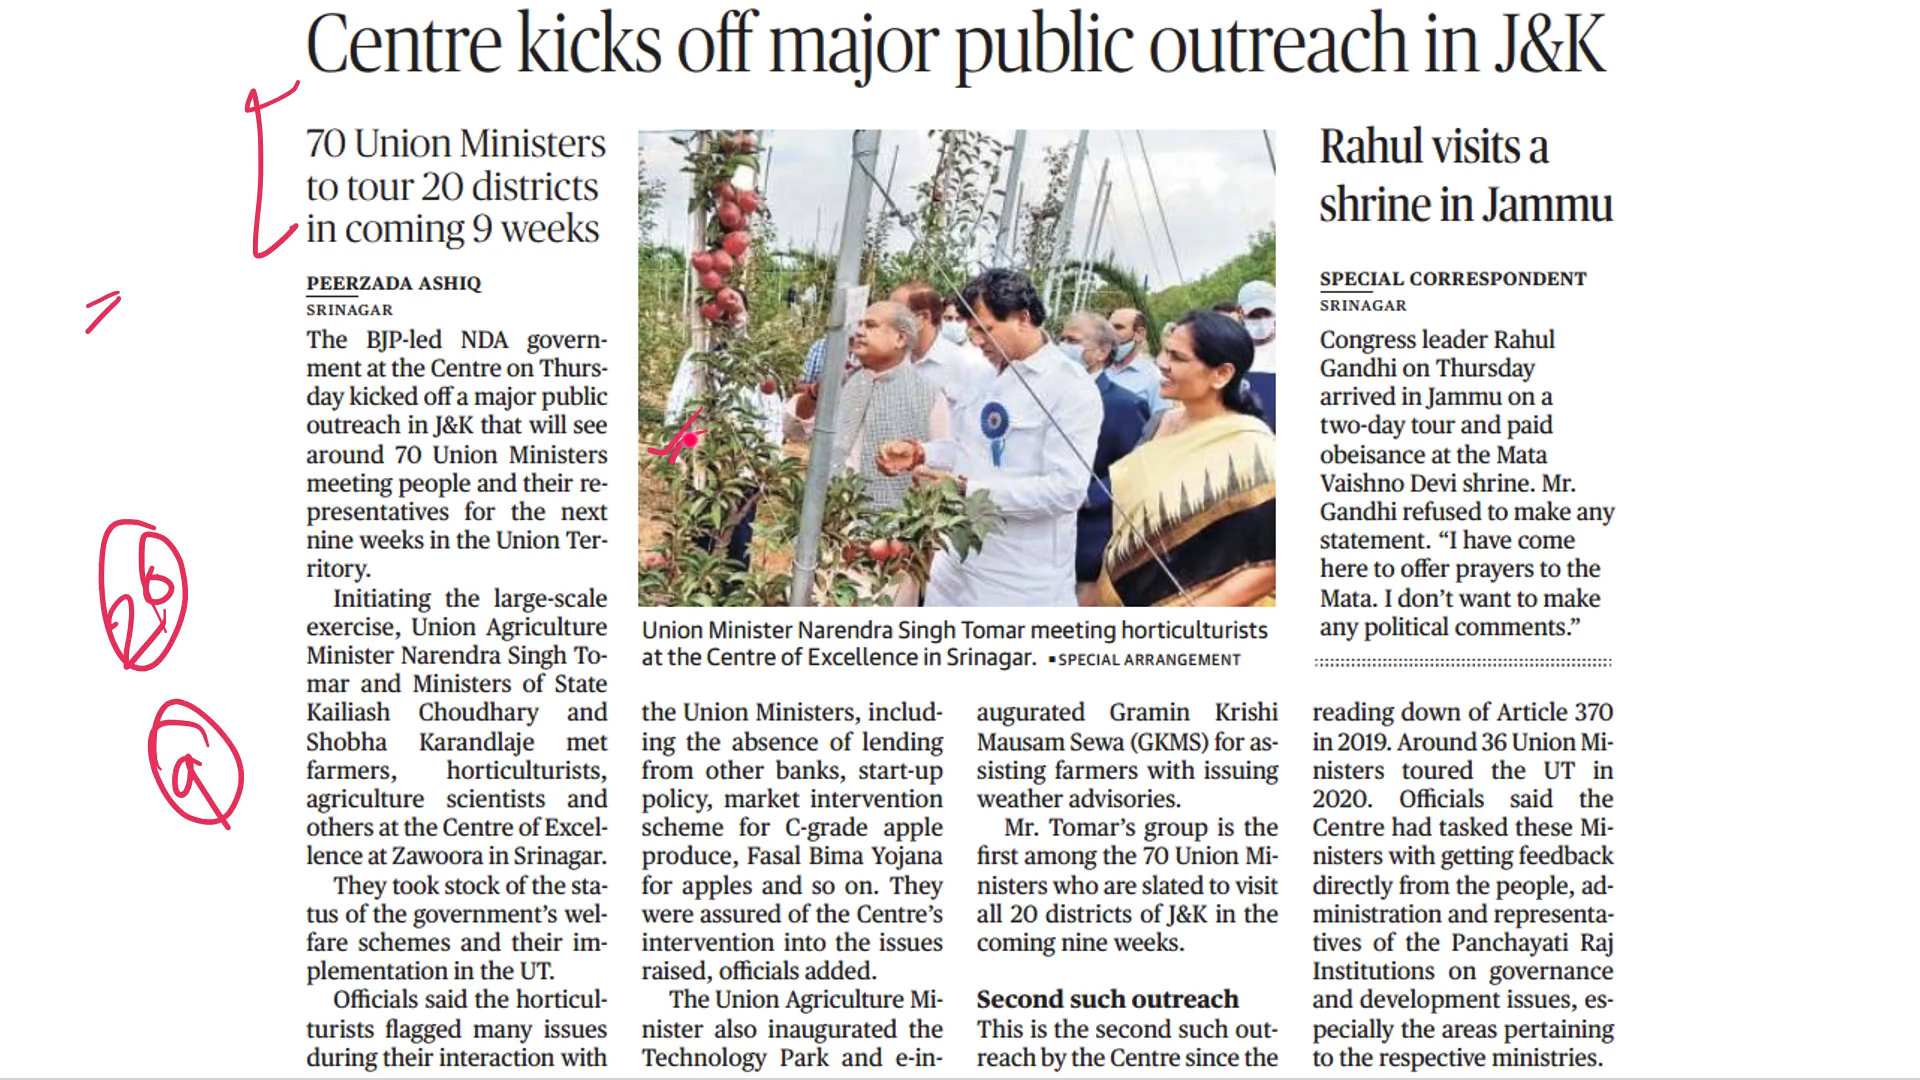 Centre kicks off major public outreach in J&K
70 Union Ministers
to tour 20 districts
in coming 9 weeks
PEERZADA ASHIQ
SRINAGAR
The BJP-led NDA govern-
ment at the Centre on Thurs-
day kicked off a major public
outreach in J&K that will see
around 70 Union Ministers
meeting people and their re-
presentatives for the next
nine weeks in the Union Ter-
ritory.
Initiating the large-scale
exercise, Union Agriculture
Minister Narendra Singh To-
mar and Ministers of State
Kailiash Choudhary and
Shobha Karandlaje met
farmers, horticulturists,
agriculture scientists and
others at the Centre of Excel-
lence at Zawoora in Srinagar.
They took stock of the sta-
tus of the government's wel-
fare schemes and their im-
plementation in the UT.
Officials said the horticul-
turists flagged many issues
during their interaction with
Union Minister Narendra Singh Tomar meeting horticulturists
at the Centre of Excellence in Srinagar. ▪SPECIAL ARRANGEMENT
the Union Ministers, includ-
ing the absence of lending
from other banks, start-up
policy, market intervention
scheme for C-grade apple
produce, Fasal Bima Yojana
for apples and so on. They
were assured of the Centre's
intervention into the issues
raised, officials added.
The Union Agriculture Mi-
nister also inaugurated the
Technology Park and e-in-
augurated Gramin Krishi
Mausam Sewa (GKMS) for as-
sisting farmers with issuing
weather advisories.
Mr. Tomar's group is the
first among the 70 Union Mi-
nisters who are slated to visit
all 20 districts of J&K in the
coming nine weeks.
Second such outreach
This is the second such out-
reach by the Centre since the
reading down of Article 370
in 2019. Around 36 Union Mi-
nisters toured the UT in
2020. Officials said the
Centre had tasked these Mi-
nisters with getting feedback
directly from the people, ad-
ministration and representa-
tives of the Panchayati Raj
Institutions on governance
and development issues, es-
pecially the areas pertaining
to the respective ministries.
Rahul visits a
shrine in Jammu
SPECIAL CORRESPONDENT
SRINAGAR
Congress leader Rahul
Gandhi on Thursday
arrived in Jammu on a
two-day tour and paid
obeisance at the Mata
Vaishno Devi shrine. Mr.
Gandhi refused to make any
statement. “I have come
here to offer prayers to the
Mata. I don’t want to make
any political comments.”